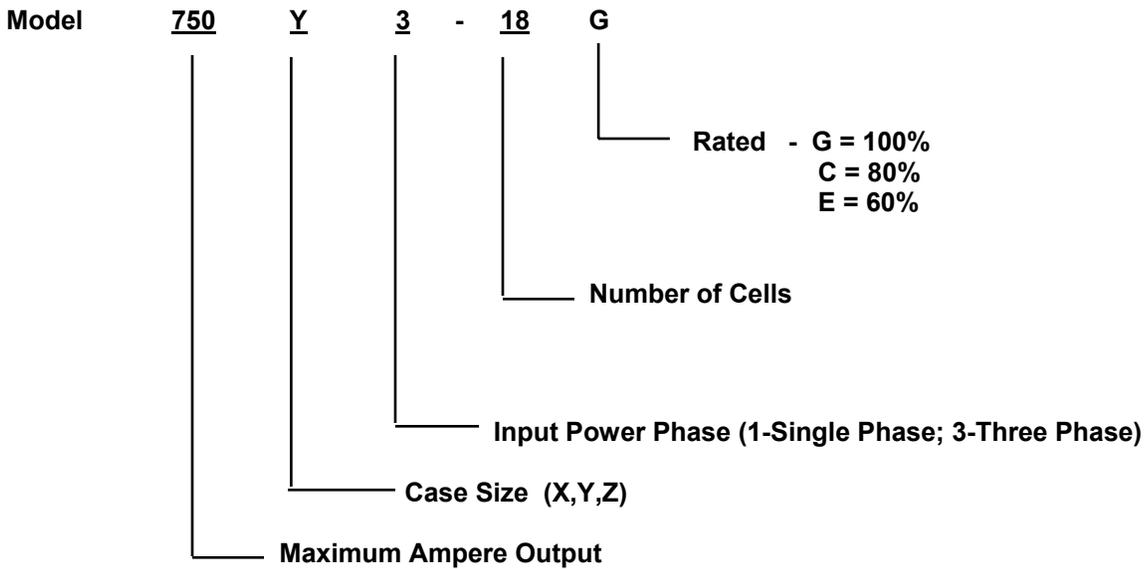 Model 750 Y 3 - 18 G
Rated - G = 100%
C = 80%
E = 60%
Number of Cells
Input Power Phase (1-Single Phase; 3-Three Phase)
Case Size (X,Y,Z)
Maximum Ampere Output